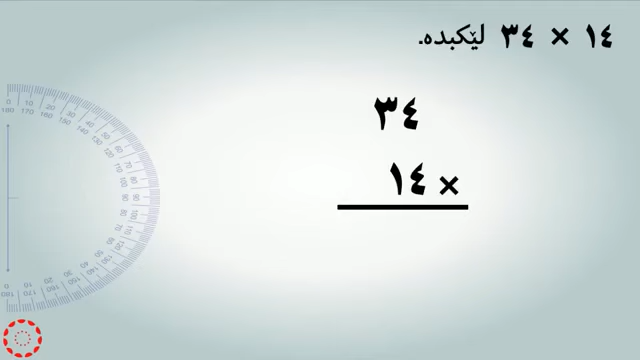 ١٤ × ٣٤ لێکبدە.
٣٤
١٤ ×